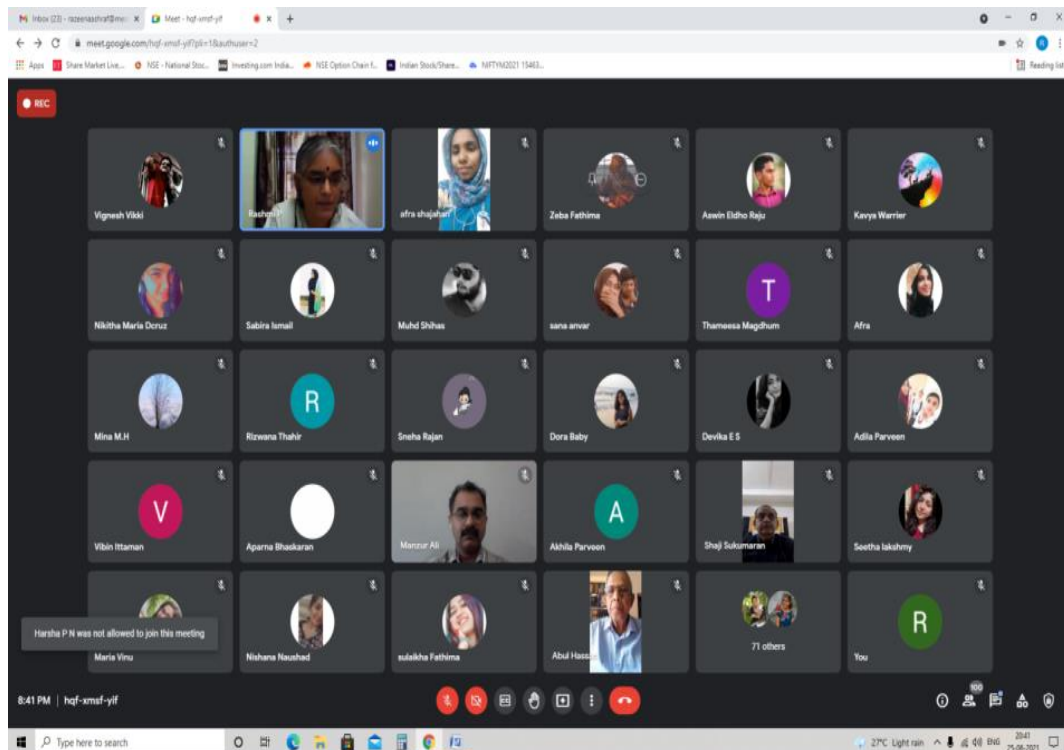 Inbox (23) - razeenaashraf@me
Meet - hqf-xmsf-yif
meet.google.com/hqf-xmsf-yif?pli=1&authuser=2
Apps
Share Market Live,...
NSE - National Stoc...
Investing.com India...
NSE Option Chain f...
Indian Stock/Share...
NIFTYM2021 15463...
Reading list
REC
Vignesh Vikki
Rashmi P
afra shajahan
Zeba Fathima
Aswin Eldho Raju
Kavya Warrier
Nikitha Maria Dcruz
Sabira Ismail
Muhd Shihas
sana anvar
T
Thameesa Magdhum
Afra
Mina M.H
R
Rizwana Thahir
Sneha Rajan
Dora Baby
Devika E S
Adila Parveen
V
Vibin Ittaman
Aparna Bhaskaran
Manzur Ali
A
Akhila Parveen
Shaji Sukumaran
Seetha lakshmy
Harsha P N was not allowed to join this meeting
Maria Vinu
Nishana Naushad
sulaikha Fathima
Abul Hassan
71 others
R
You
8:41 PM | hqf-xmsf-yif
100
Type here to search
27°C Light rain
ENG
20:41
25-06-2021